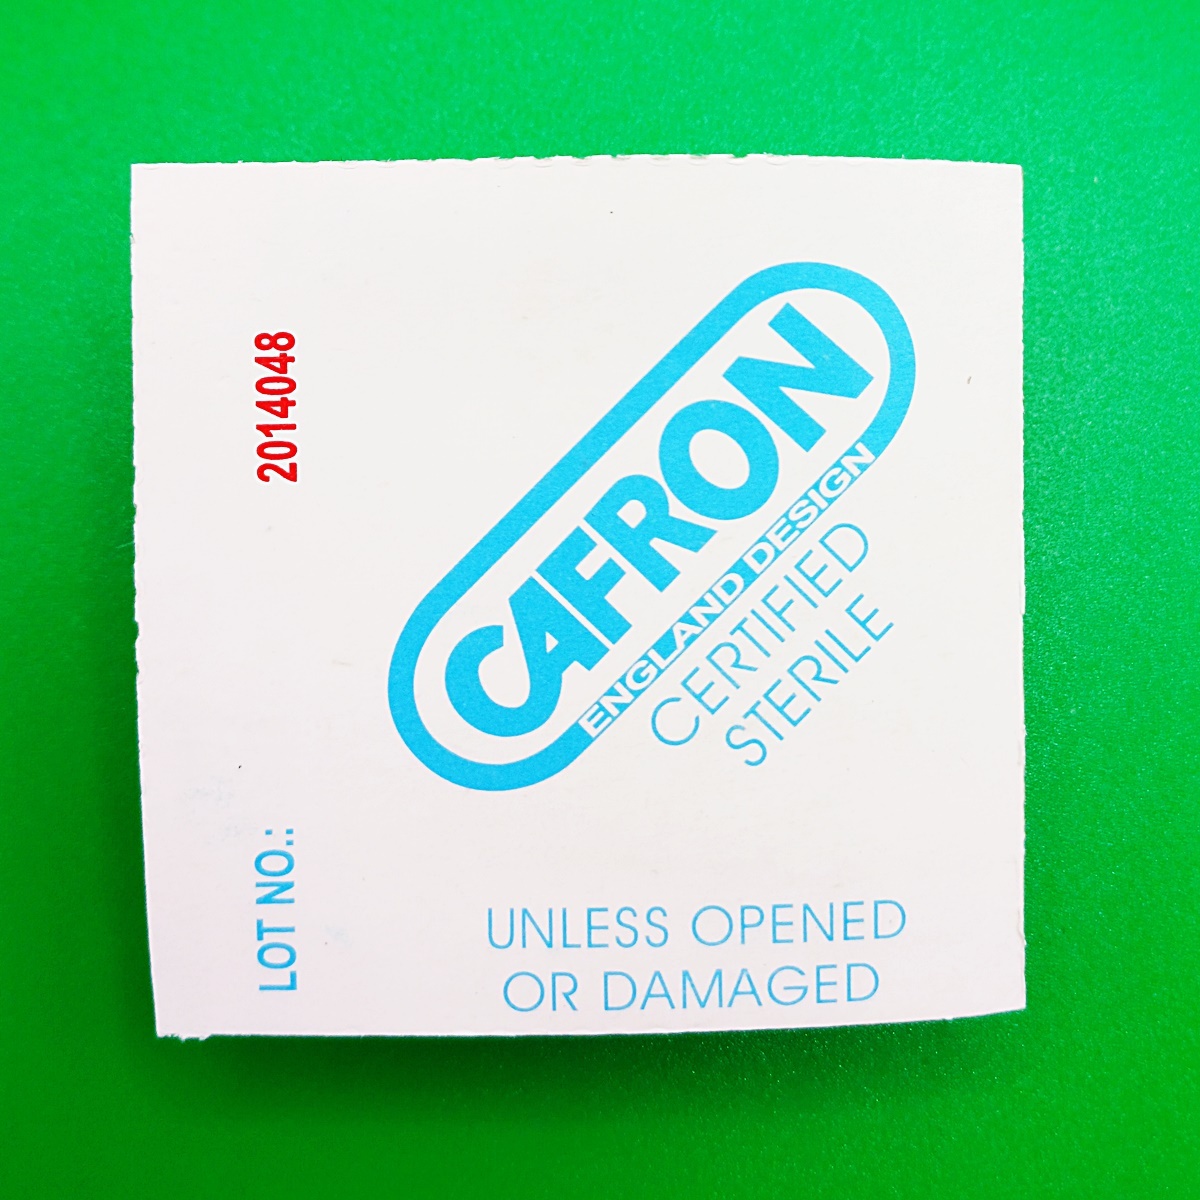 CAFRON
ENGLAND DESIGN
CERTIFIED
STERILE
UNLESS OPENED
OR DAMAGED
LOT NO.: 2014048